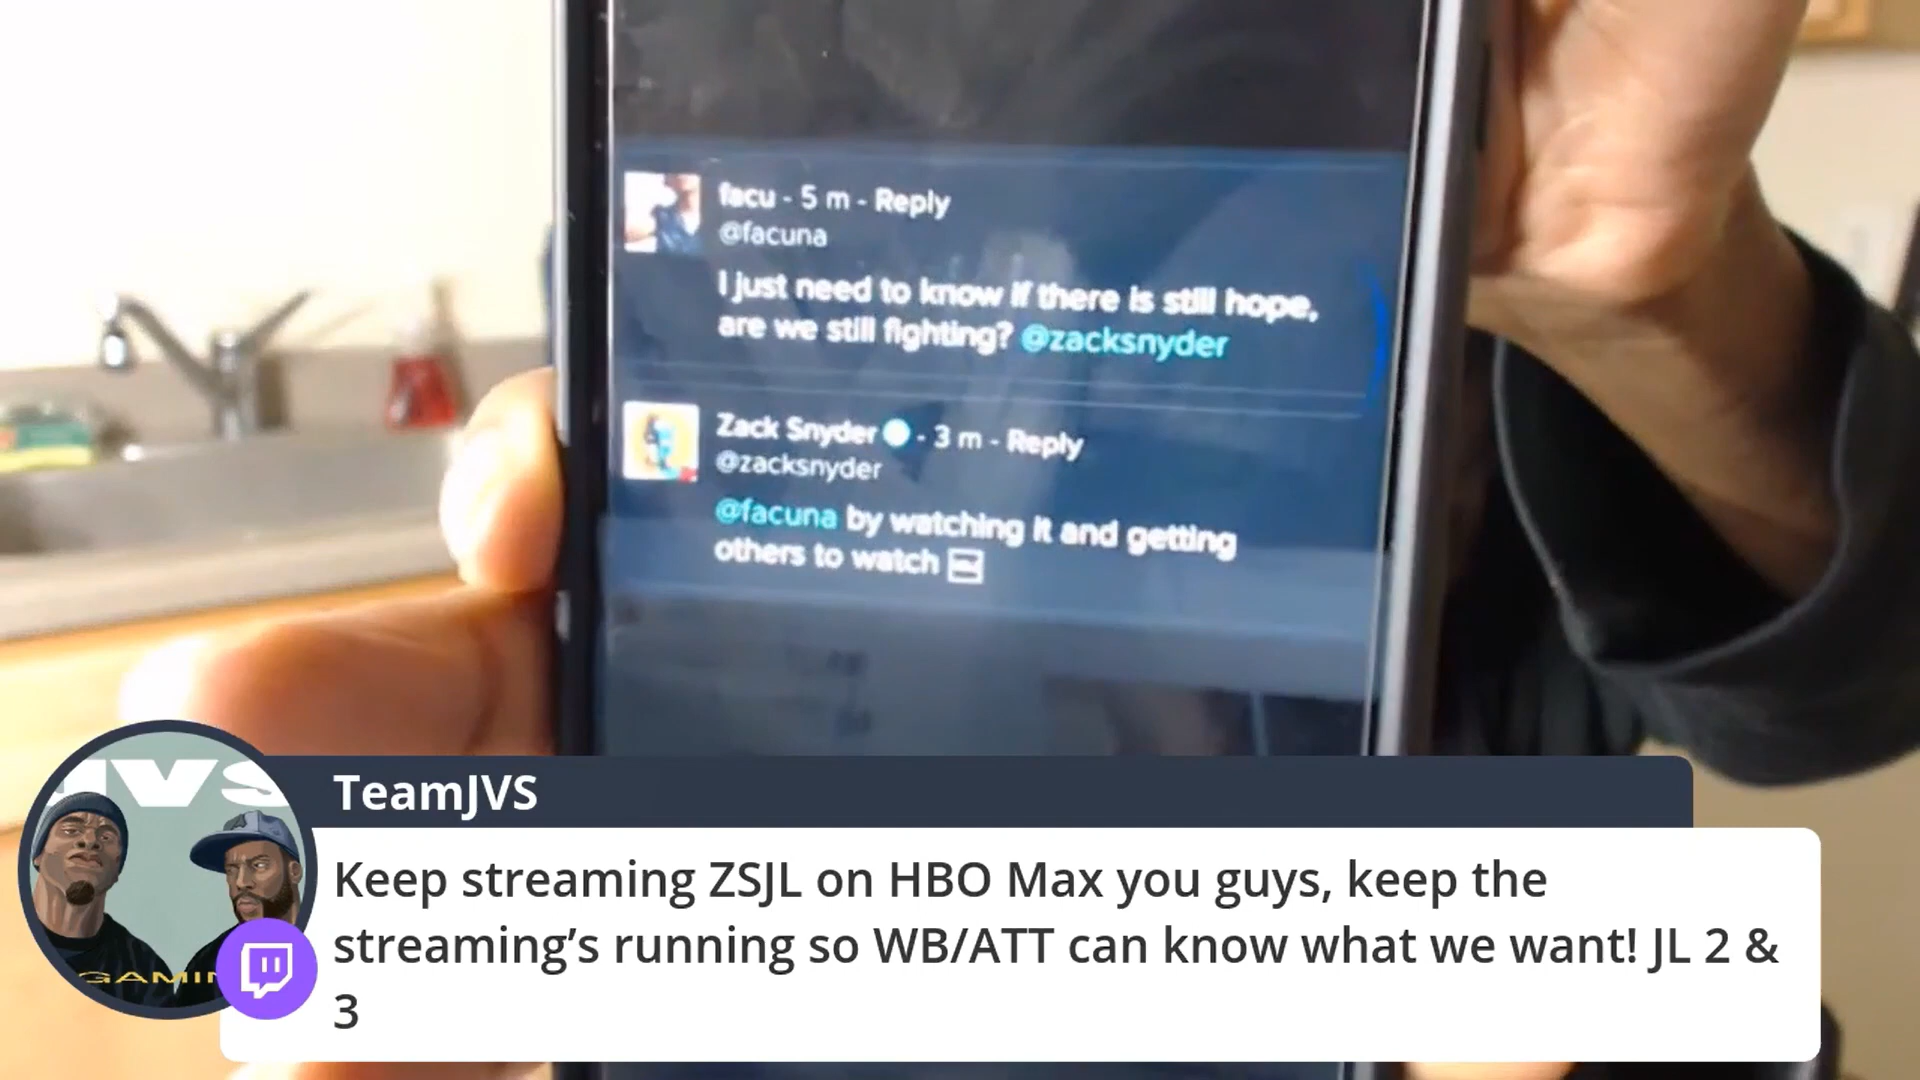 facu - 5 m - Reply
@facuna
I just need to know if there is still hope,
are we still fighting? @zacksnyder
Zack Snyder - 3 m - Reply
@zacksnyder
@facuna by watching it and getting
others to watch
JVS
GAMIN
TeamJVS
Keep streaming ZSJL on HBO Max you guys, keep the
streaming’s running so WB/ATT can know what we want! JL 2 &
3